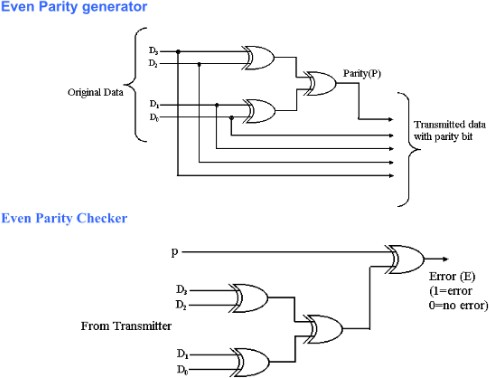 Even Parity generator
D3
D2
Original Data
D1
D0
Parity(P)
Transmitted data
with parity bit
Even Parity Checker
P
Error (E)
(1=error
0=no error)
D3
D2
From Transmitter
D1
D0